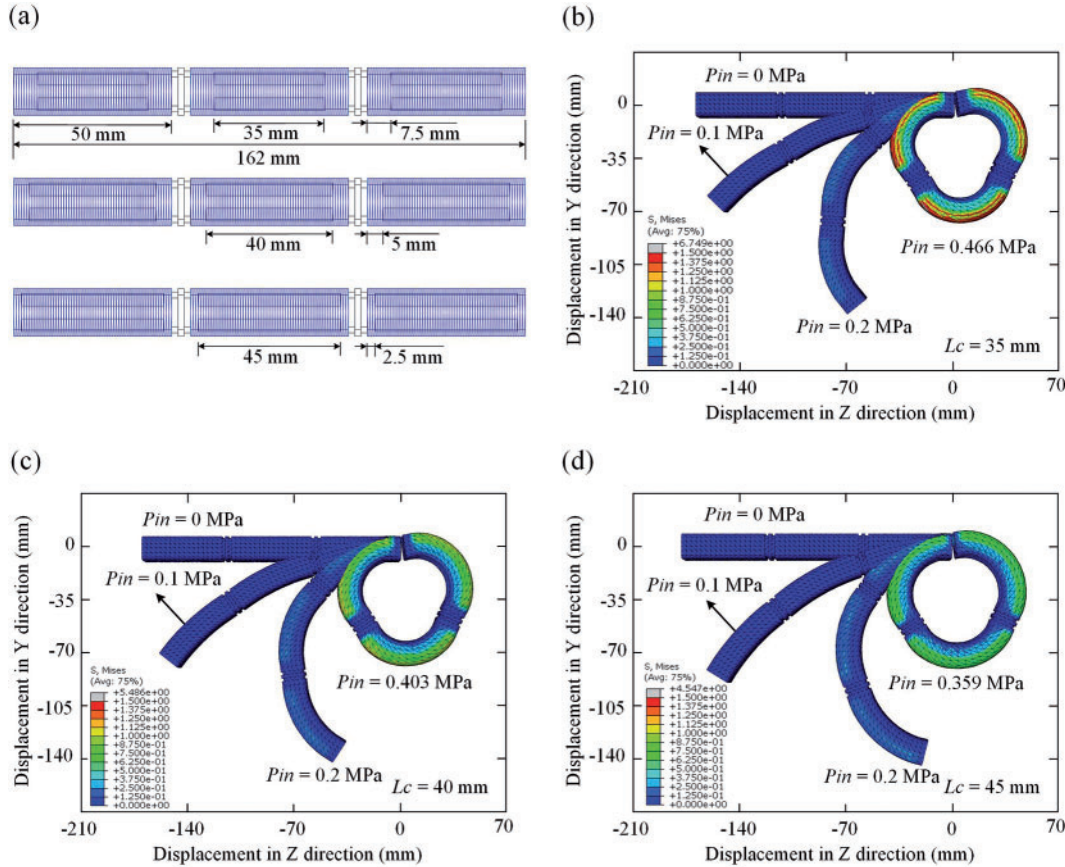 (a)
50 mm
35 mm
7.5 mm
162 mm
40 mm
5 mm
45 mm
2.5 mm
(b)
Displacement in Y direction (mm)
0
-35
-70
-105
-140
Pin = 0 MPa
Pin = 0.1 MPa
Pin = 0.466 MPa
Pin = 0.2 MPa
S, Mises
(Avg: 75%)
+6.749e+00
+1.500e+00
+1.375e+00
+1.250e+00
+1.125e+00
+1.000e+00
+8.750e-01
+7.500e-01
+6.250e-01
+5.000e-01
+3.750e-01
+2.500e-01
+1.250e-01
+0.000e+00
Lc = 35 mm
-210 -140 -70 0 70
Displacement in Z direction (mm)
(c)
Displacement in Y direction (mm)
0
-35
-70
-105
-140
Pin = 0 MPa
Pin = 0.1 MPa
Pin = 0.403 MPa
Pin = 0.2 MPa
S, Mises
(Avg: 75%)
+5.486e+00
+1.500e+00
+1.375e+00
+1.250e+00
+1.125e+00
+1.000e+00
+8.750e-01
+7.500e-01
+6.250e-01
+5.000e-01
+3.750e-01
+2.500e-01
+1.250e-01
+0.000e+00
Lc = 40 mm
-210 -140 -70 0 70
Displacement in Z direction (mm)
(d)
Displacement in Y direction (mm)
0
-35
-70
-105
-140
Pin = 0 MPa
Pin = 0.1 MPa
Pin = 0.359 MPa
Pin = 0.2 MPa
S, Mises
(Avg: 75%)
+4.547e+00
+1.500e+00
+1.375e+00
+1.250e+00
+1.125e+00
+1.000e+00
+8.750e-01
+7.500e-01
+6.250e-01
+5.000e-01
+3.750e-01
+2.500e-01
+1.250e-01
+0.000e+00
Lc = 45 mm
-210 -140 -70 0 70
Displacement in Z direction (mm)